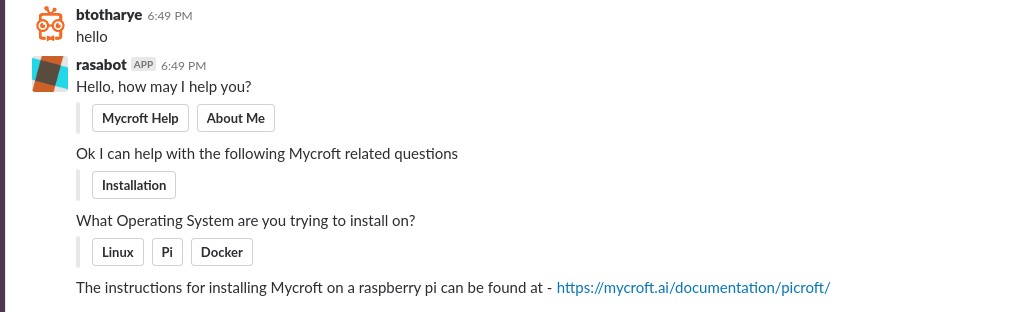 btotharye 6:49 PM
hello
rasabot APP 6:49 PM
Hello, how may I help you?
Mycroft Help About Me
Ok I can help with the following Mycroft related questions
Installation
What Operating System are you trying to install on?
Linux Pi Docker
The instructions for installing Mycroft on a raspberry pi can be found at - https://mycroft.ai/documentation/picroft/